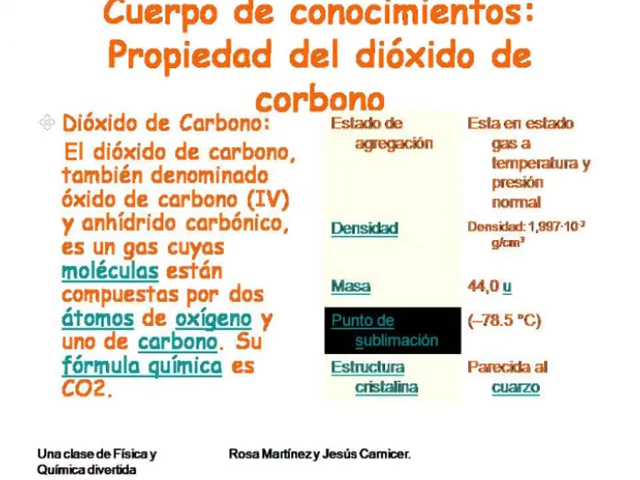 Cuerpo de conocimientos:
Propiedad del dióxido de
corbono
Dióxido de Carbono:
El dióxido de carbono,
también denominado
óxido de carbono (IV)
y anhídrido carbónico,
es un gas cuyas
moléculas están
compuestas por dos
átomos de oxígeno y
uno de carbono. Su
fórmula química es
CO2.
Estado de
agregación
Esta en estado
gas a
temperatura y
presión
normal
Densidad
Densidad: 1,997·10⁻³
g/cm³
Masa
44,0 u
Punto de
sublimación
(–78.5 °C)
Estructura
cristalina
Parecida al
cuarzo
Una clase de Física y
Química divertida
Rosa Martínez y Jesús Carnicer.